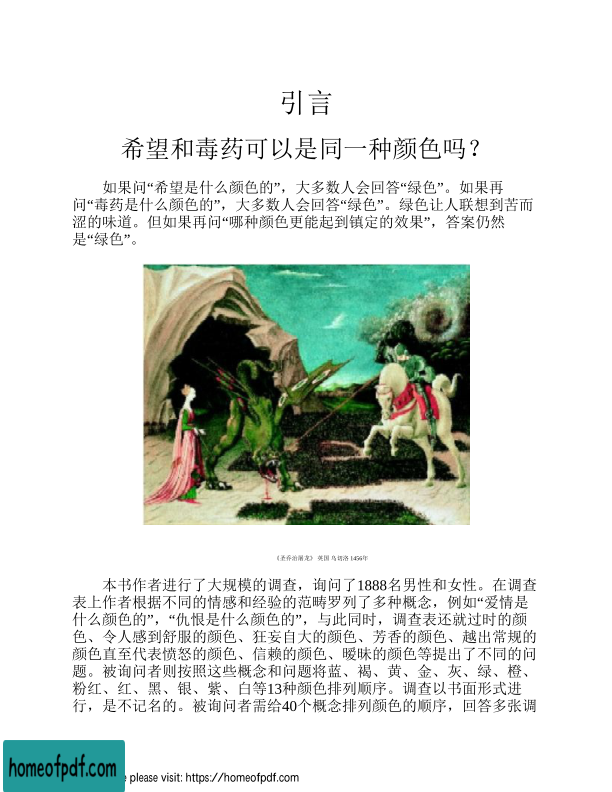 引言
希望和毒药可以是同一种颜色吗？
如果问“希望是什么颜色的”，大多数人会回答“绿色”。如果再
问“毒药是什么颜色的”，大多数人会回答“绿色”。绿色让人联想到苦而
涩的味道。但如果再问“哪种颜色更能起到镇定的效果”，答案仍然
是“绿色”。
《圣乔治屠龙》 英国 乌切洛 1456年
本书作者进行了大规模的调查，询问了1888名男性和女性。在调查
表上作者根据不同的情感和经验的范畴罗列了多种概念，例如“爱情是
什么颜色的”，“仇恨是什么颜色的”，与此同时，调查表还就过时的颜
色、令人感到舒服的颜色、狂妄自大的颜色、芳香的颜色、越出常规的
颜色直至代表愤怒的颜色、信赖的颜色、暧昧的颜色等提出了不同的问
题。被询问者则按照这些概念和问题将蓝、褐、黄、金、灰、绿、橙、
粉红、红、黑、银、紫、白等13种颜色排列顺序。调查以书面形式进
行，是不记名的。被询问者需给40个概念排列颜色的顺序，回答多张调
homeofpdf.com
e please visit: https://homeofpdf.com